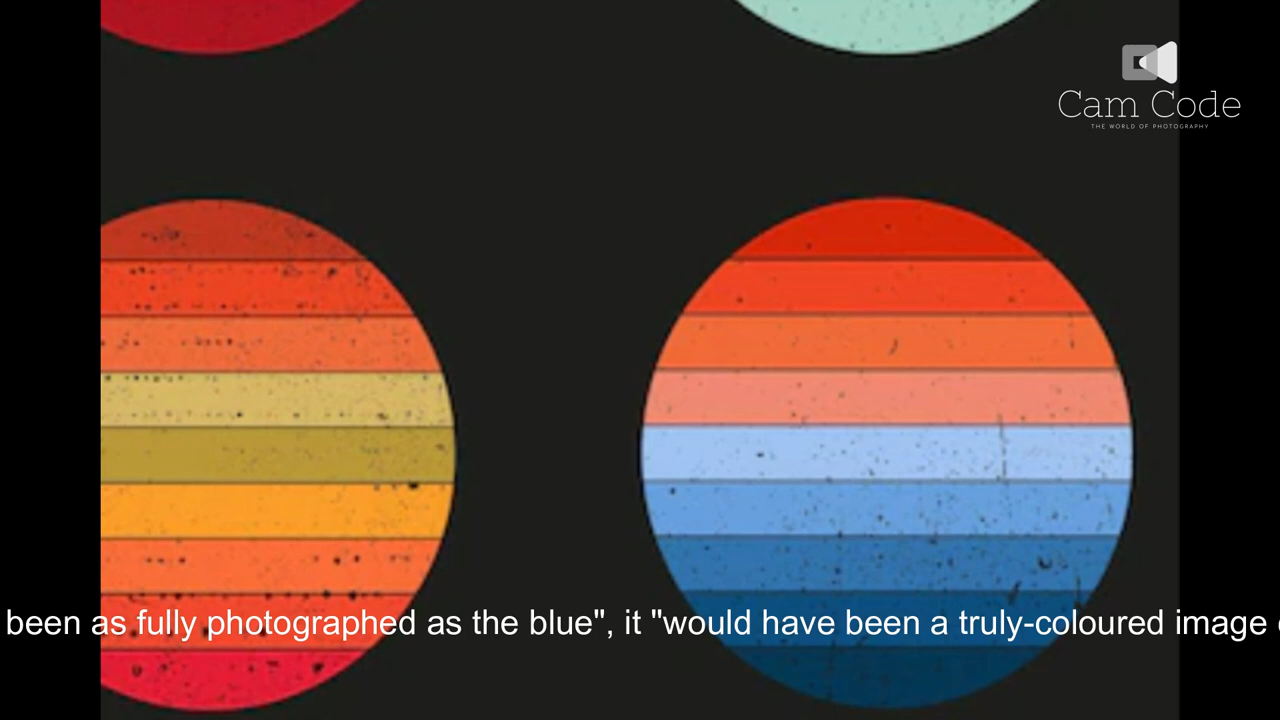 Cam Code
THE WORLD OF PHOTOGRAPHY
been as fully photographed as the blue", it "would have been a truly-coloured image